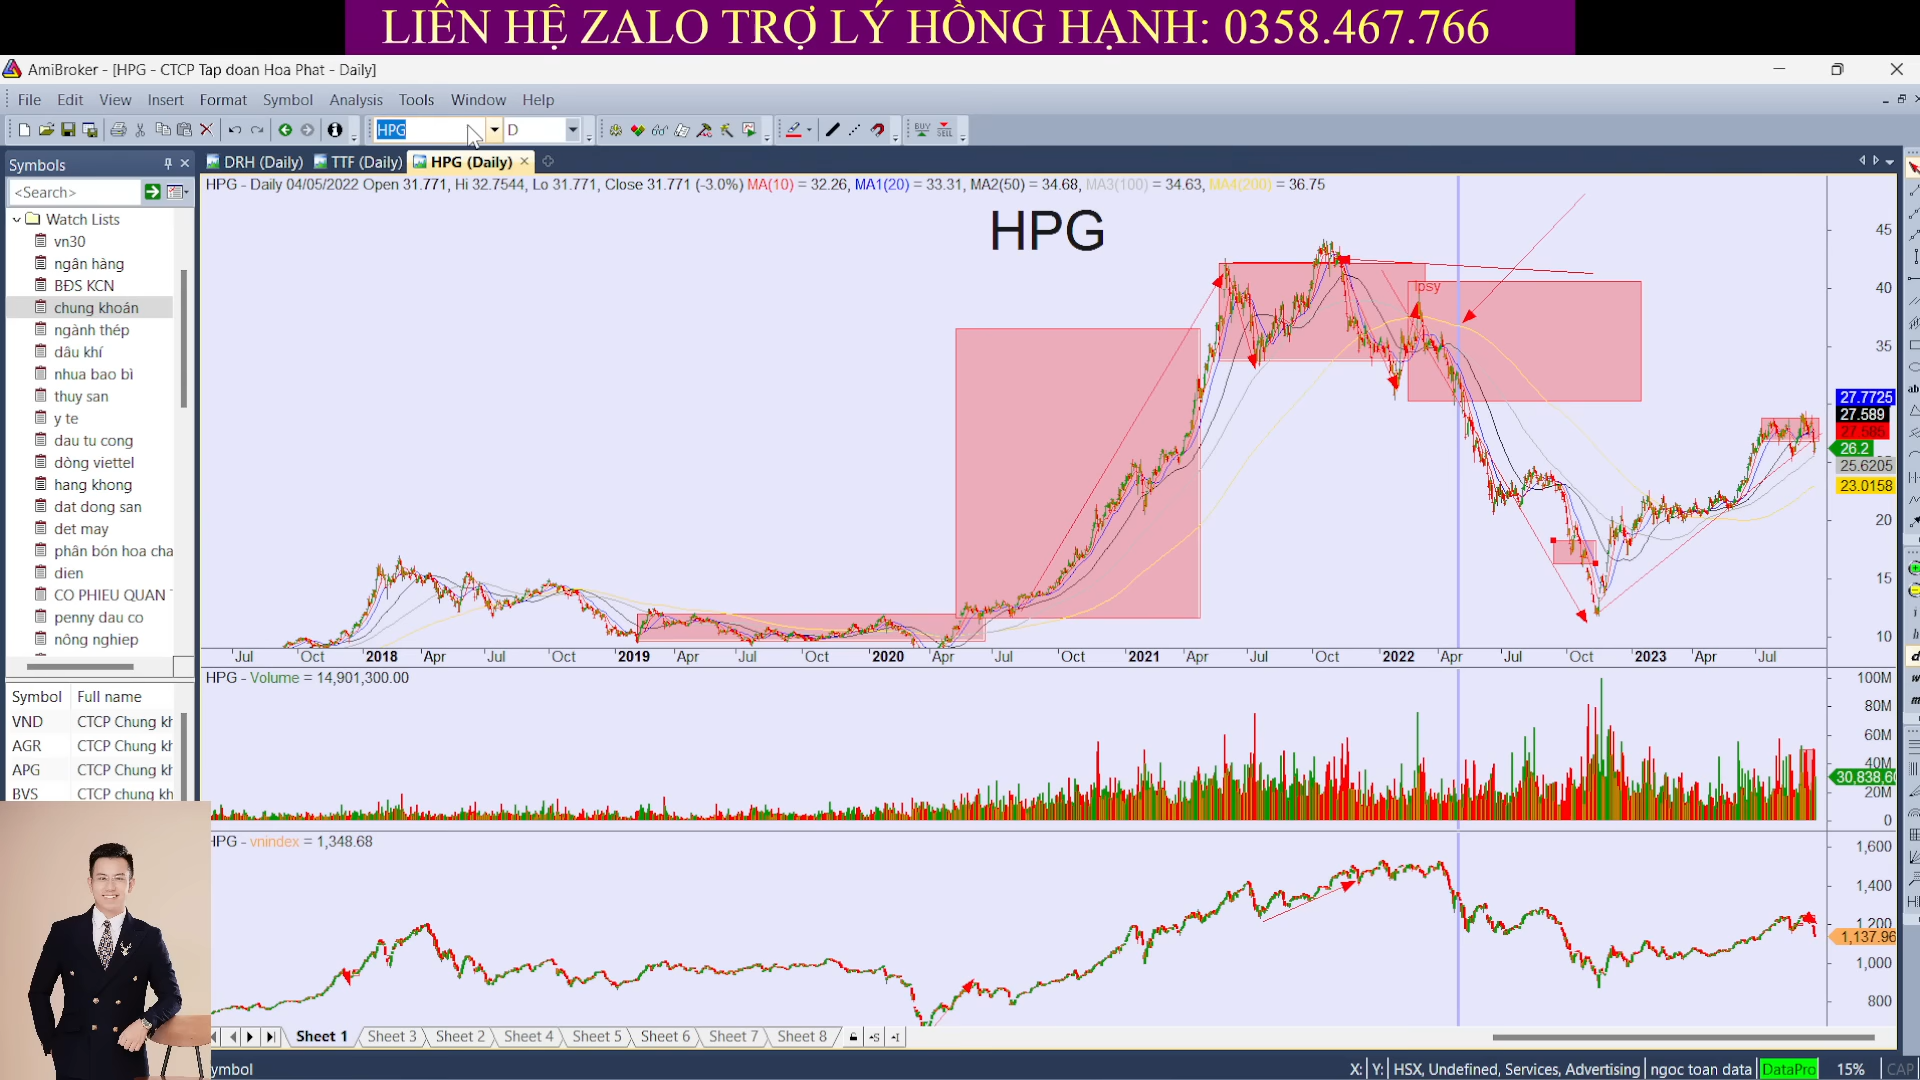 LIÊN HỆ ZALO TRỢ LÝ HỒNG HẠNH: 0358.467.766
AmiBroker - [HPG - CTCP Tap doan Hoa Phat - Daily]
File Edit View Insert Format Symbol Analysis Tools Window Help
HPG D BUY SELL
Symbols
DRH (Daily) TTF (Daily) HPG (Daily)
<Search>
HPG - Daily 04/05/2022 Open 31.771, Hi 32.7544, Lo 31.771, Close 31.771 (-3.0%) MA(10) = 32.26, MA1(20) = 33.31, MA2(50) = 34.68, MA3(100) = 34.63, MA4(200) = 36.75
Watch Lists
vn30
ngân hàng
BĐS KCN
chung khoán
ngành thép
dâu khí
nhua bao bì
thuy san
y te
dau tu cong
dòng viettel
hang khong
dat dong san
det may
phân bón hoa cha
dien
CO PHIEU QUAN
penny dau co
nông nghiep
HPG
lpsy
45
40
35
27.7725
27.589
27.585
26.2
25.6205
23.0158
20
15
10
Jul Oct 2018 Apr Jul Oct 2019 Apr Jul Oct 2020 Apr Jul Oct 2021 Apr Jul Oct 2022 Apr Jul Oct 2023 Apr Jul
HPG - Volume = 14,901,300.00
100M
80M
60M
40M
30,838,60
20M
0
Symbol Full name
VND CTCP Chung kh
AGR CTCP Chung kh
APG CTCP Chung kh
BVS CTCP chung kh
HPG - vnindex = 1,348.68
1,600
1,400
1,200
1,137.96
1,000
800
Sheet 1 Sheet 3 Sheet 2 Sheet 4 Sheet 5 Sheet 6 Sheet 7 Sheet 8
ymbol
X: Y: HSX, Undefined, Services, Advertising ngoc toan data DataPro 15% CAP